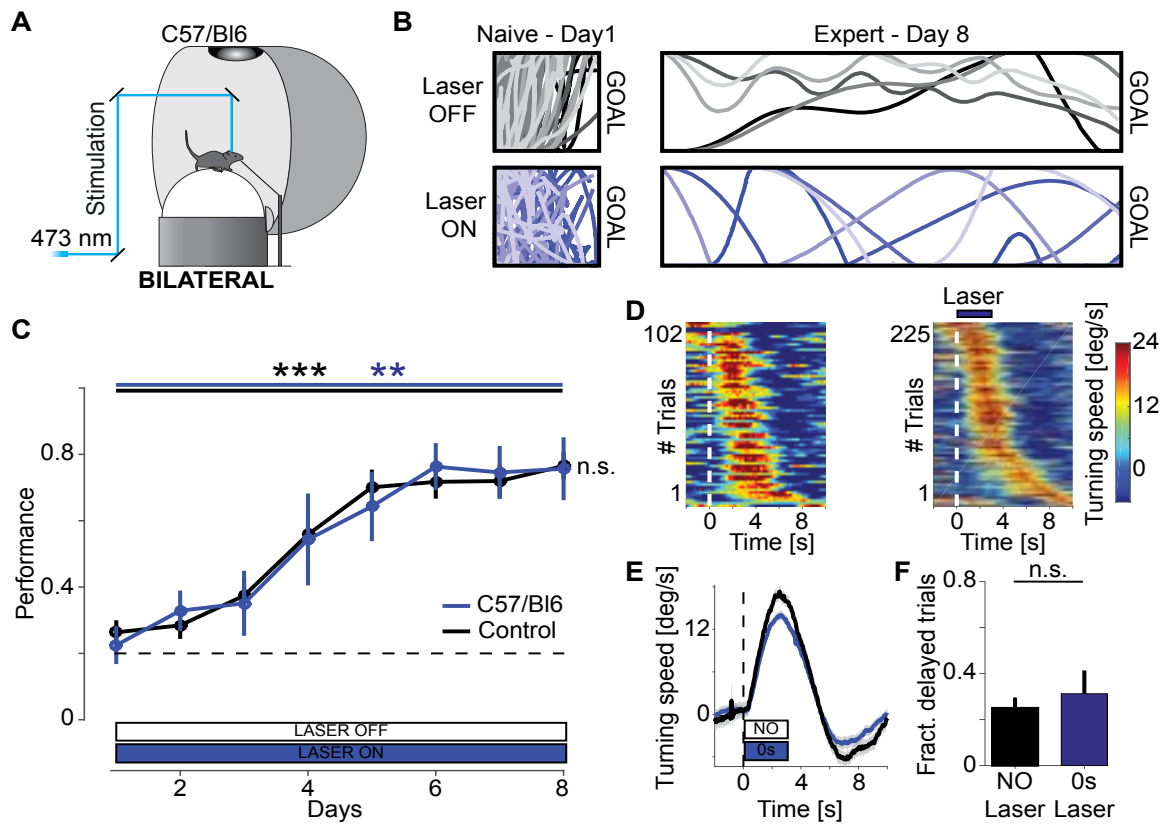 A
C57/Bl6
Stimulation
473 nm
BILATERAL
B
Naive - Day1
Expert - Day 8
Laser
OFF
GOAL
GOAL
Laser
ON
GOAL
GOAL
C
*** **
Performance
0.8
0.4
0
n.s.
C57/Bl6
Control
LASER OFF
LASER ON
2 4 6 8
Days
D
Laser
102
# Trials
1
0 4 8
Time [s]
225
# Trials
1
0 4 8
Time [s]
24
12
0
Turning speed [deg/s]
E
Turning speed [deg/s]
12
0
NO
0s
0 5 10
Time [s]
F
n.s.
Fract. delayed trials
0.8
0.4
0
NO 0s
Laser Laser